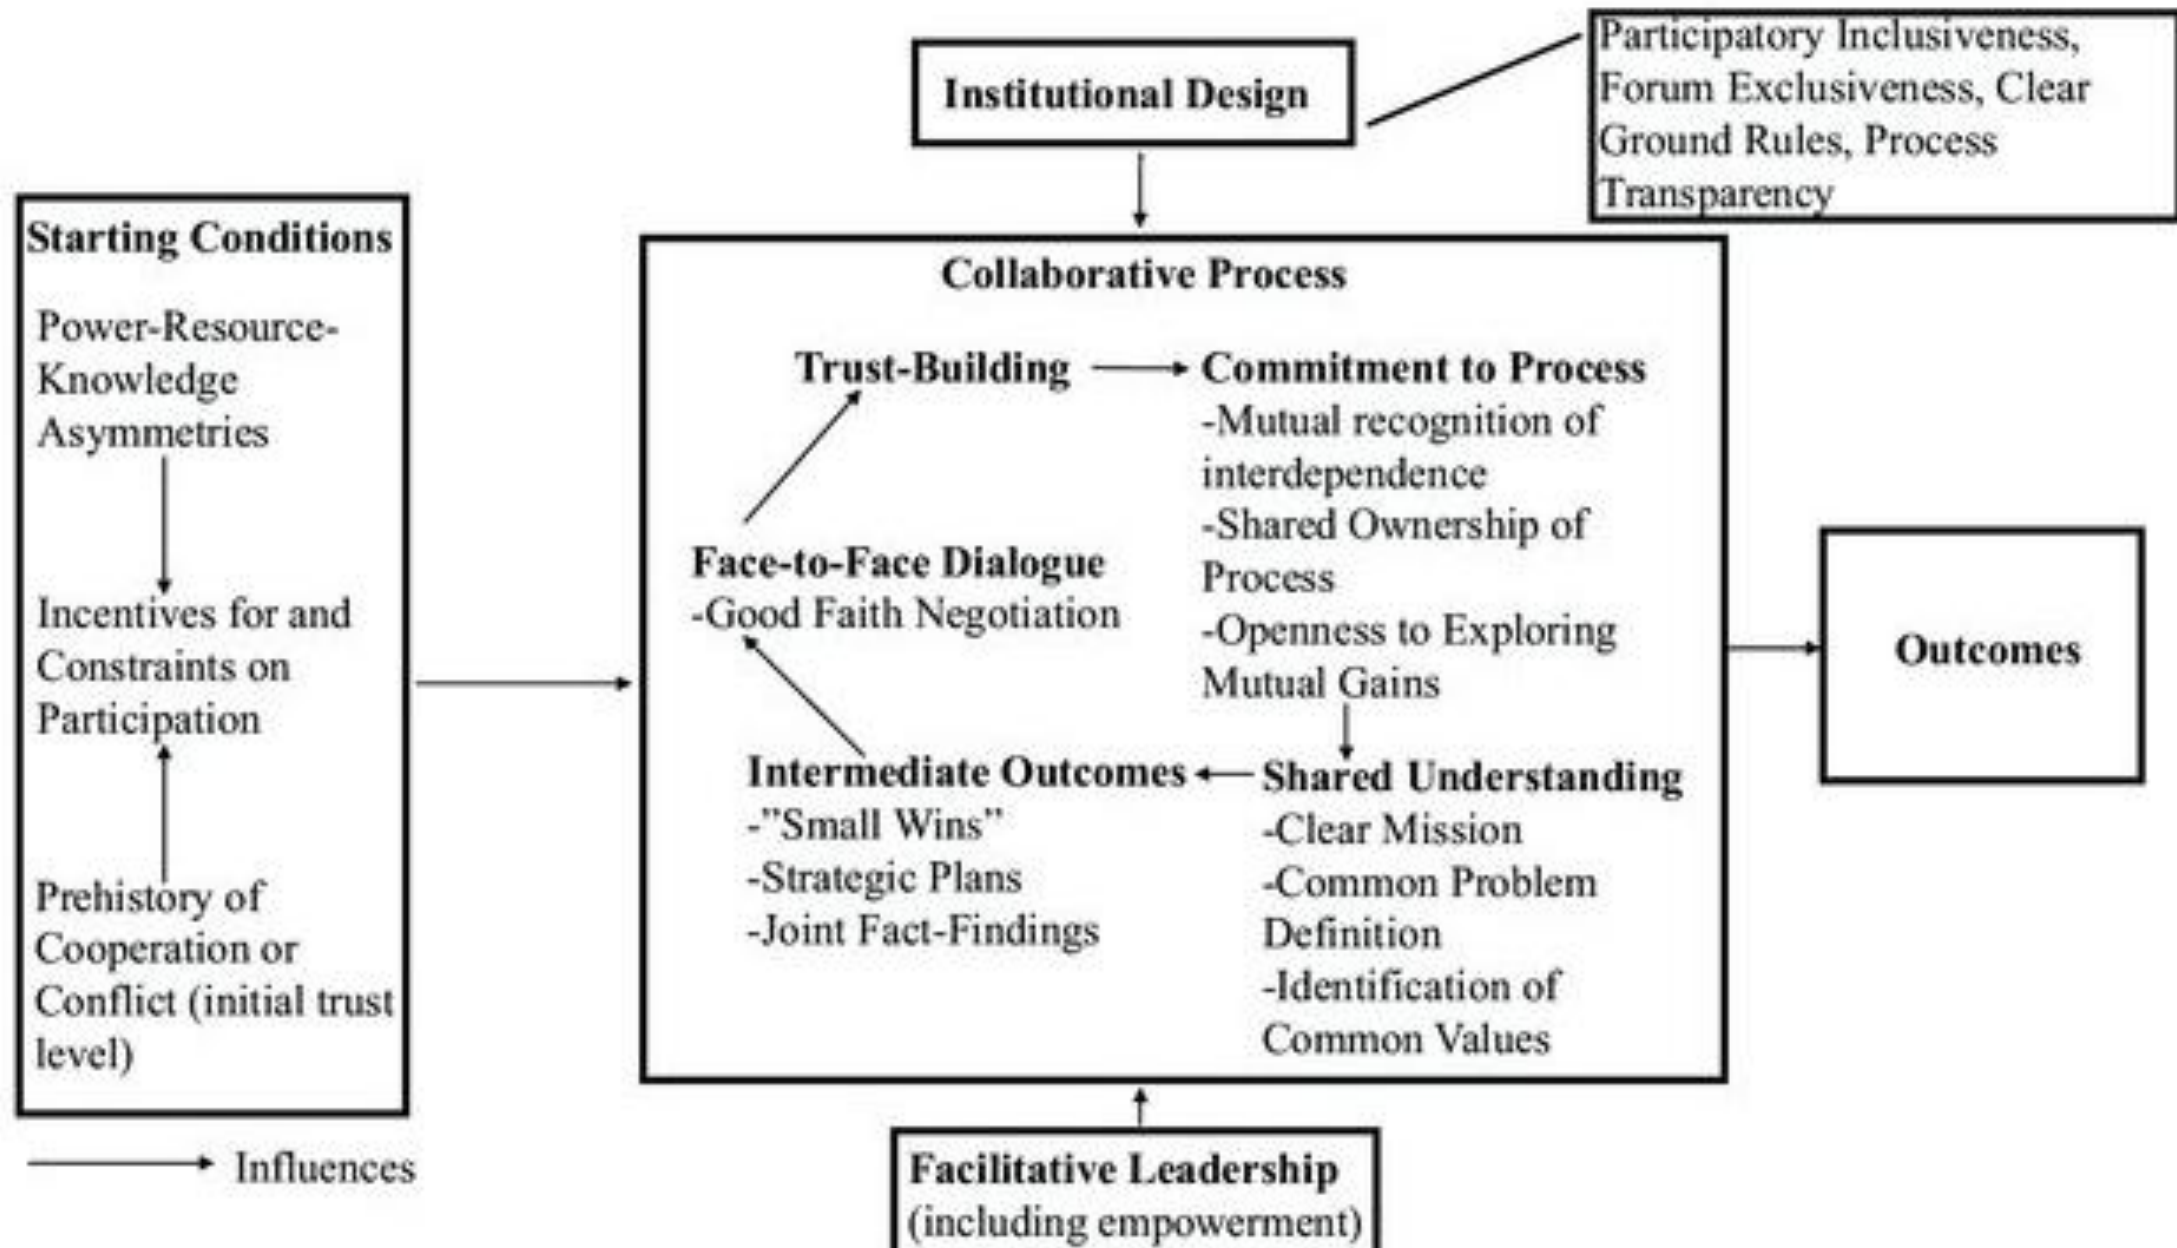 Institutional Design
Participatory Inclusiveness,
Forum Exclusiveness, Clear
Ground Rules, Process
Transparency
Starting Conditions
Power-Resource-
Knowledge
Asymmetries
Incentives for and
Constraints on
Participation
Prehistory of
Cooperation or
Conflict (initial trust
level)
Influences
Collaborative Process
Trust-Building
Commitment to Process
-Mutual recognition of
interdependence
-Shared Ownership of
Process
-Openness to Exploring
Mutual Gains
Face-to-Face Dialogue
-Good Faith Negotiation
Intermediate Outcomes
-”Small Wins”
-Strategic Plans
-Joint Fact-Findings
Shared Understanding
-Clear Mission
-Common Problem
Definition
-Identification of
Common Values
Outcomes
Facilitative Leadership
(including empowerment)